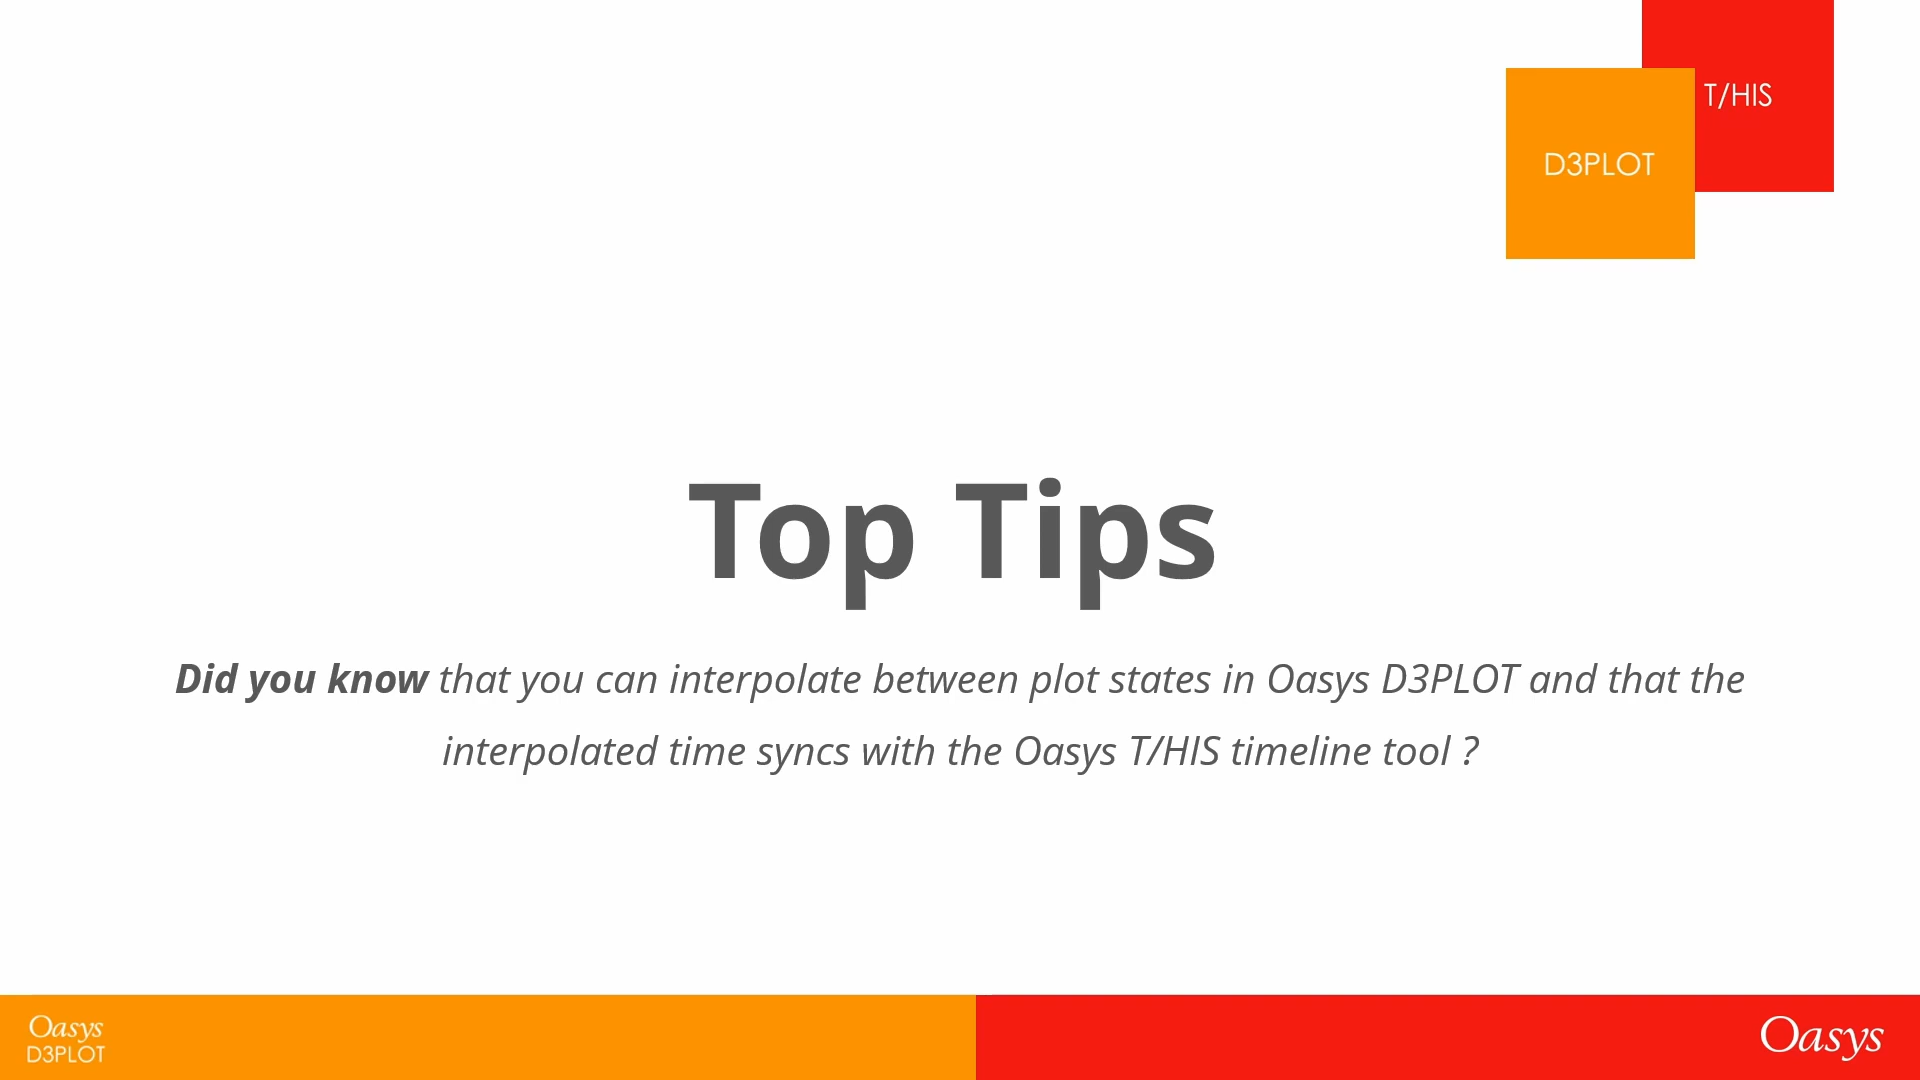 T/HIS
D3PLOT
Top Tips
Did you know that you can interpolate between plot states in Oasys D3PLOT and that the
interpolated time syncs with the Oasys T/HIS timeline tool ?
Oasys
D3PLOT
Oasys